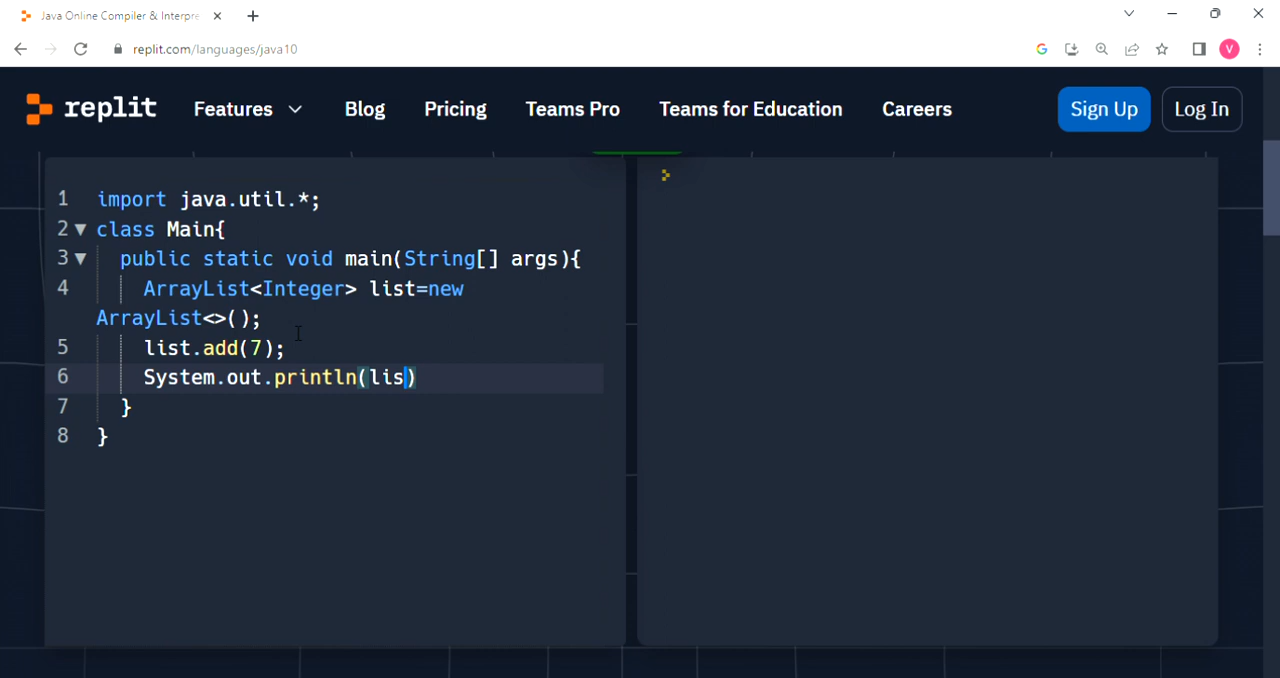 Java Online Compiler & Interpre
replit.com/languages/java10
V
replit Features Blog Pricing Teams Pro Teams for Education Careers Sign Up Log In
1 import java.util.*;
2 class Main{
3 public static void main(String[] args){
4 ArrayList<Integer> list=new
ArrayList<>();
5 list.add(7);
6 System.out.println(lis)
7 }
8 }